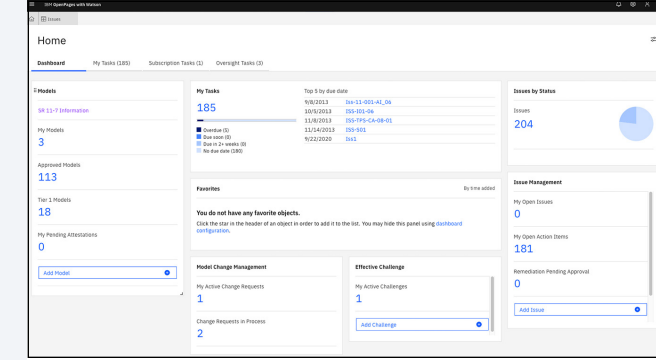 IBM OpenPages with Watson
Issues
Home
Dashboard
My Tasks (185)
Subscription Tasks (1)
Oversight Tasks (3)
Models
SR 11-7 Information
My Models
3
Approved Models
113
Tier 1 Models
18
My Pending Attestations
0
Add Model
My Tasks
185
Overdue (5)
Due soon (0)
Due in 2+ weeks (0)
No due date (180)
Top 5 by due date
9/8/2013 Iss-11-001-AI_06
10/5/2013 ISS-I01-06
11/8/2013 ISS-TPS-CA-08-01
11/14/2013 ISS-S01
9/22/2020 Iss1
Favorites
By time added
You do not have any favorite objects.
Click the star in the header of an object in order to add it to the list. You may hide this panel using dashboard
configuration.
Model Change Management
My Active Change Requests
1
Change Requests in Process
2
Effective Challenge
My Active Challenges
1
Add Challenge
Issues by Status
Issues
204
Issue Management
My Open Issues
0
My Open Action Items
181
Remediation Pending Approval
0
Add Issue